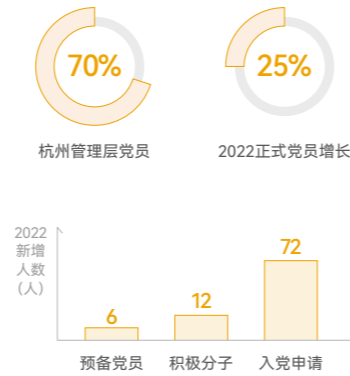 70%
25%
杭州管理层党员
2022正式党员增长
2022
新增
人数
（人）
72
12
6
预备党员
积极分子
入党申请